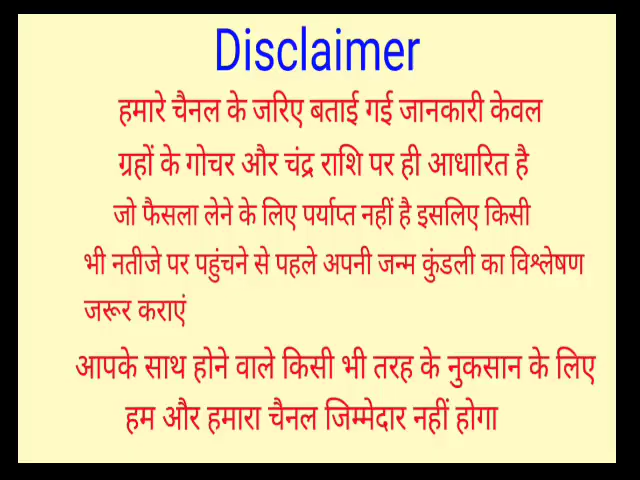 Disclaimer
हमारे चैनल के जरिए बताई गई जानकारी केवल
ग्रहों के गोचर और चंद्र राशि पर ही आधारित है
जो फैसला लेने के लिए पर्याप्त नहीं है इसलिए किसी
भी नतीजे पर पहुंचने से पहले अपनी जन्म कुंडली का विश्लेषण
जरूर कराएं
आपके साथ होने वाले किसी भी तरह के नुकसान के लिए
हम और हमारा चैनल जिम्मेदार नहीं होगा